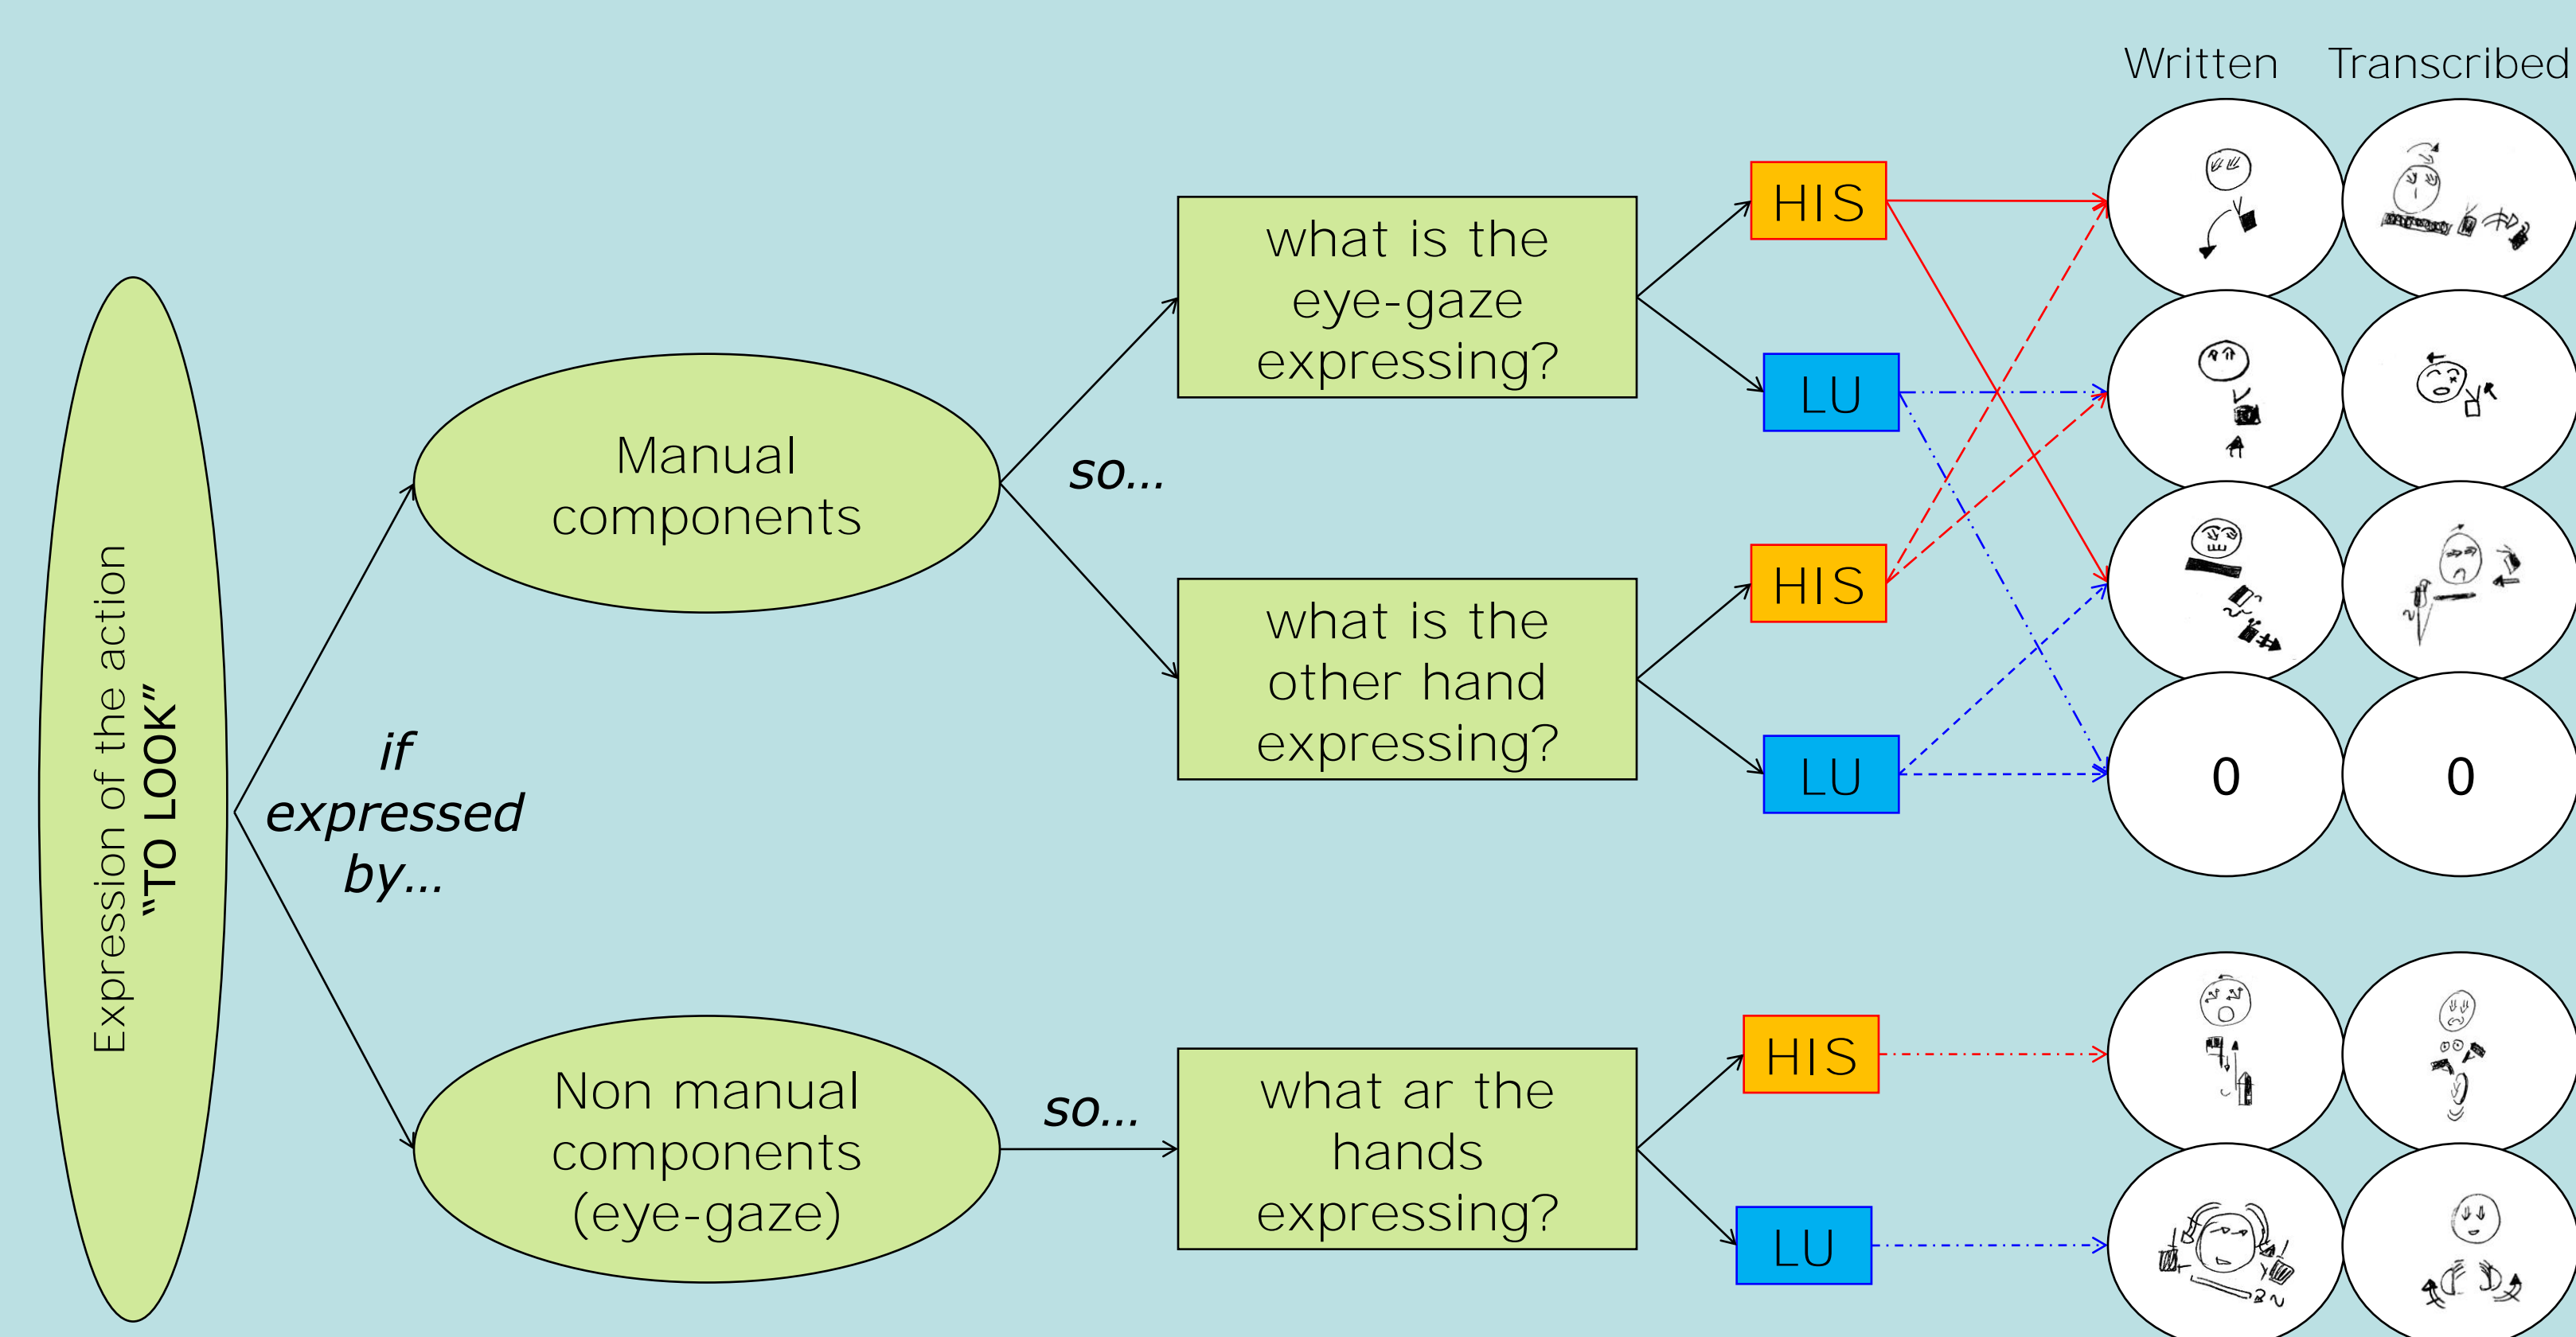 Written Transcribed
Expression of the action
“TO LOOK”
if
expressed
by...
Manual
components
so...
what is the
eye-gaze
expressing?
HIS
LU
what is the
other hand
expressing?
HIS
LU
0 0
Non manual
components
(eye-gaze)
so...
what ar the
hands
expressing?
HIS
LU